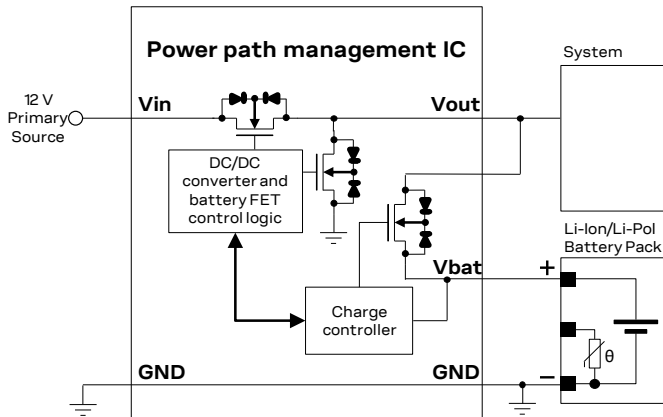 Power path management IC
System
12 V
Primary
Source
Vin
Vout
DC/DC
converter and
battery FET
control logic
Li-Ion/Li-Pol
Battery Pack
Vbat
+
Charge
controller
θ
GND
GND
−